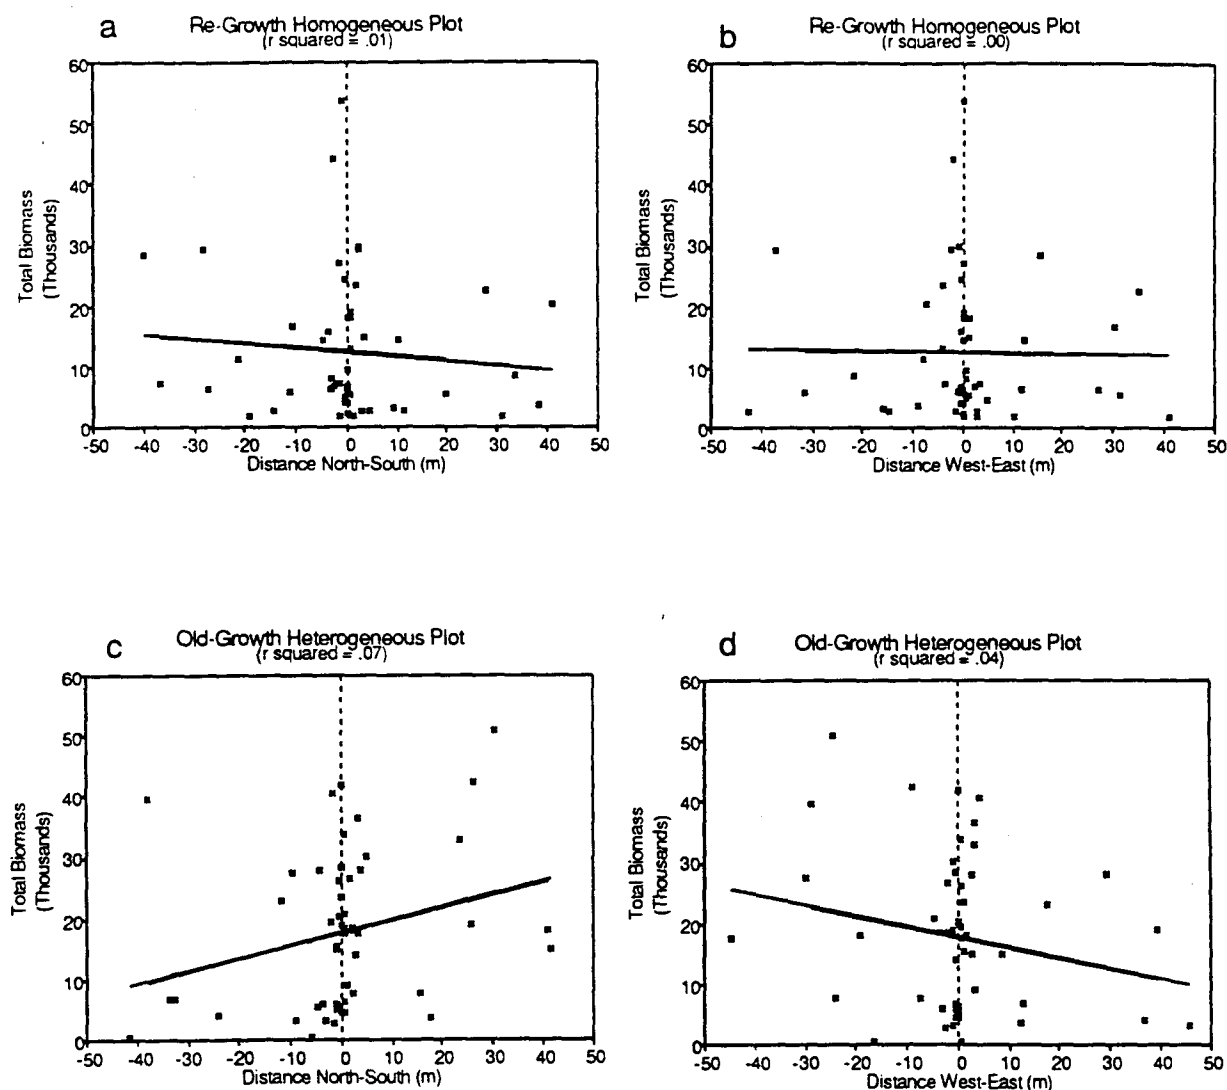 a
Re-Growth Homogeneous Plot
(r squared = .01)
60
50
40
30
20
10
0
Total Biomass
(Thousands)
-50 -40 -30 -20 -10 0 10 20 30 40 50
Distance North-South (m)
b
Re-Growth Homogeneous Plot
(r squared = .00)
60
50
40
30
20
10
0
Total Biomass
(Thousands)
-50 -40 -30 -20 -10 0 10 20 30 40 50
Distance West-East (m)
c
Old-Growth Heterogeneous Plot
(r squared = .07)
60
50
40
30
20
10
0
Total Biomass
(Thousands)
-50 -40 -30 -20 -10 0 10 20 30 40 50
Distance North-South (m)
d
Old-Growth Heterogeneous Plot
(r squared = .04)
60
50
40
30
20
10
0
Total Biomass
(Thousands)
-50 -40 -30 -20 -10 0 10 20 30 40 50
Distance West-East (m)